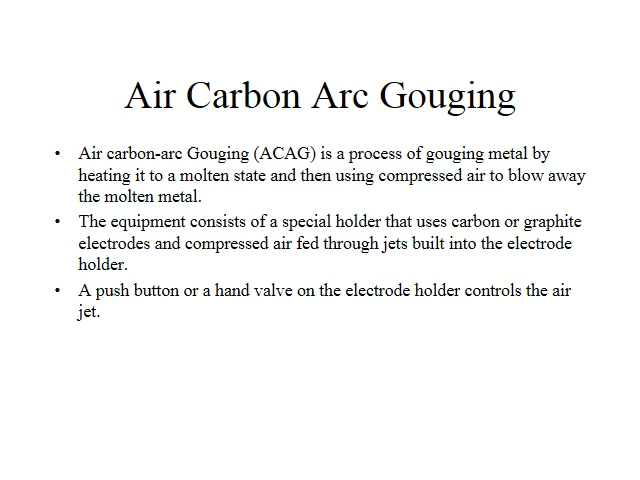 Air Carbon Arc Gouging
• Air carbon-arc Gouging (ACAG) is a process of gouging metal by
heating it to a molten state and then using compressed air to blow away
the molten metal.
• The equipment consists of a special holder that uses carbon or graphite
electrodes and compressed air fed through jets built into the electrode
holder.
• A push button or a hand valve on the electrode holder controls the air
jet.